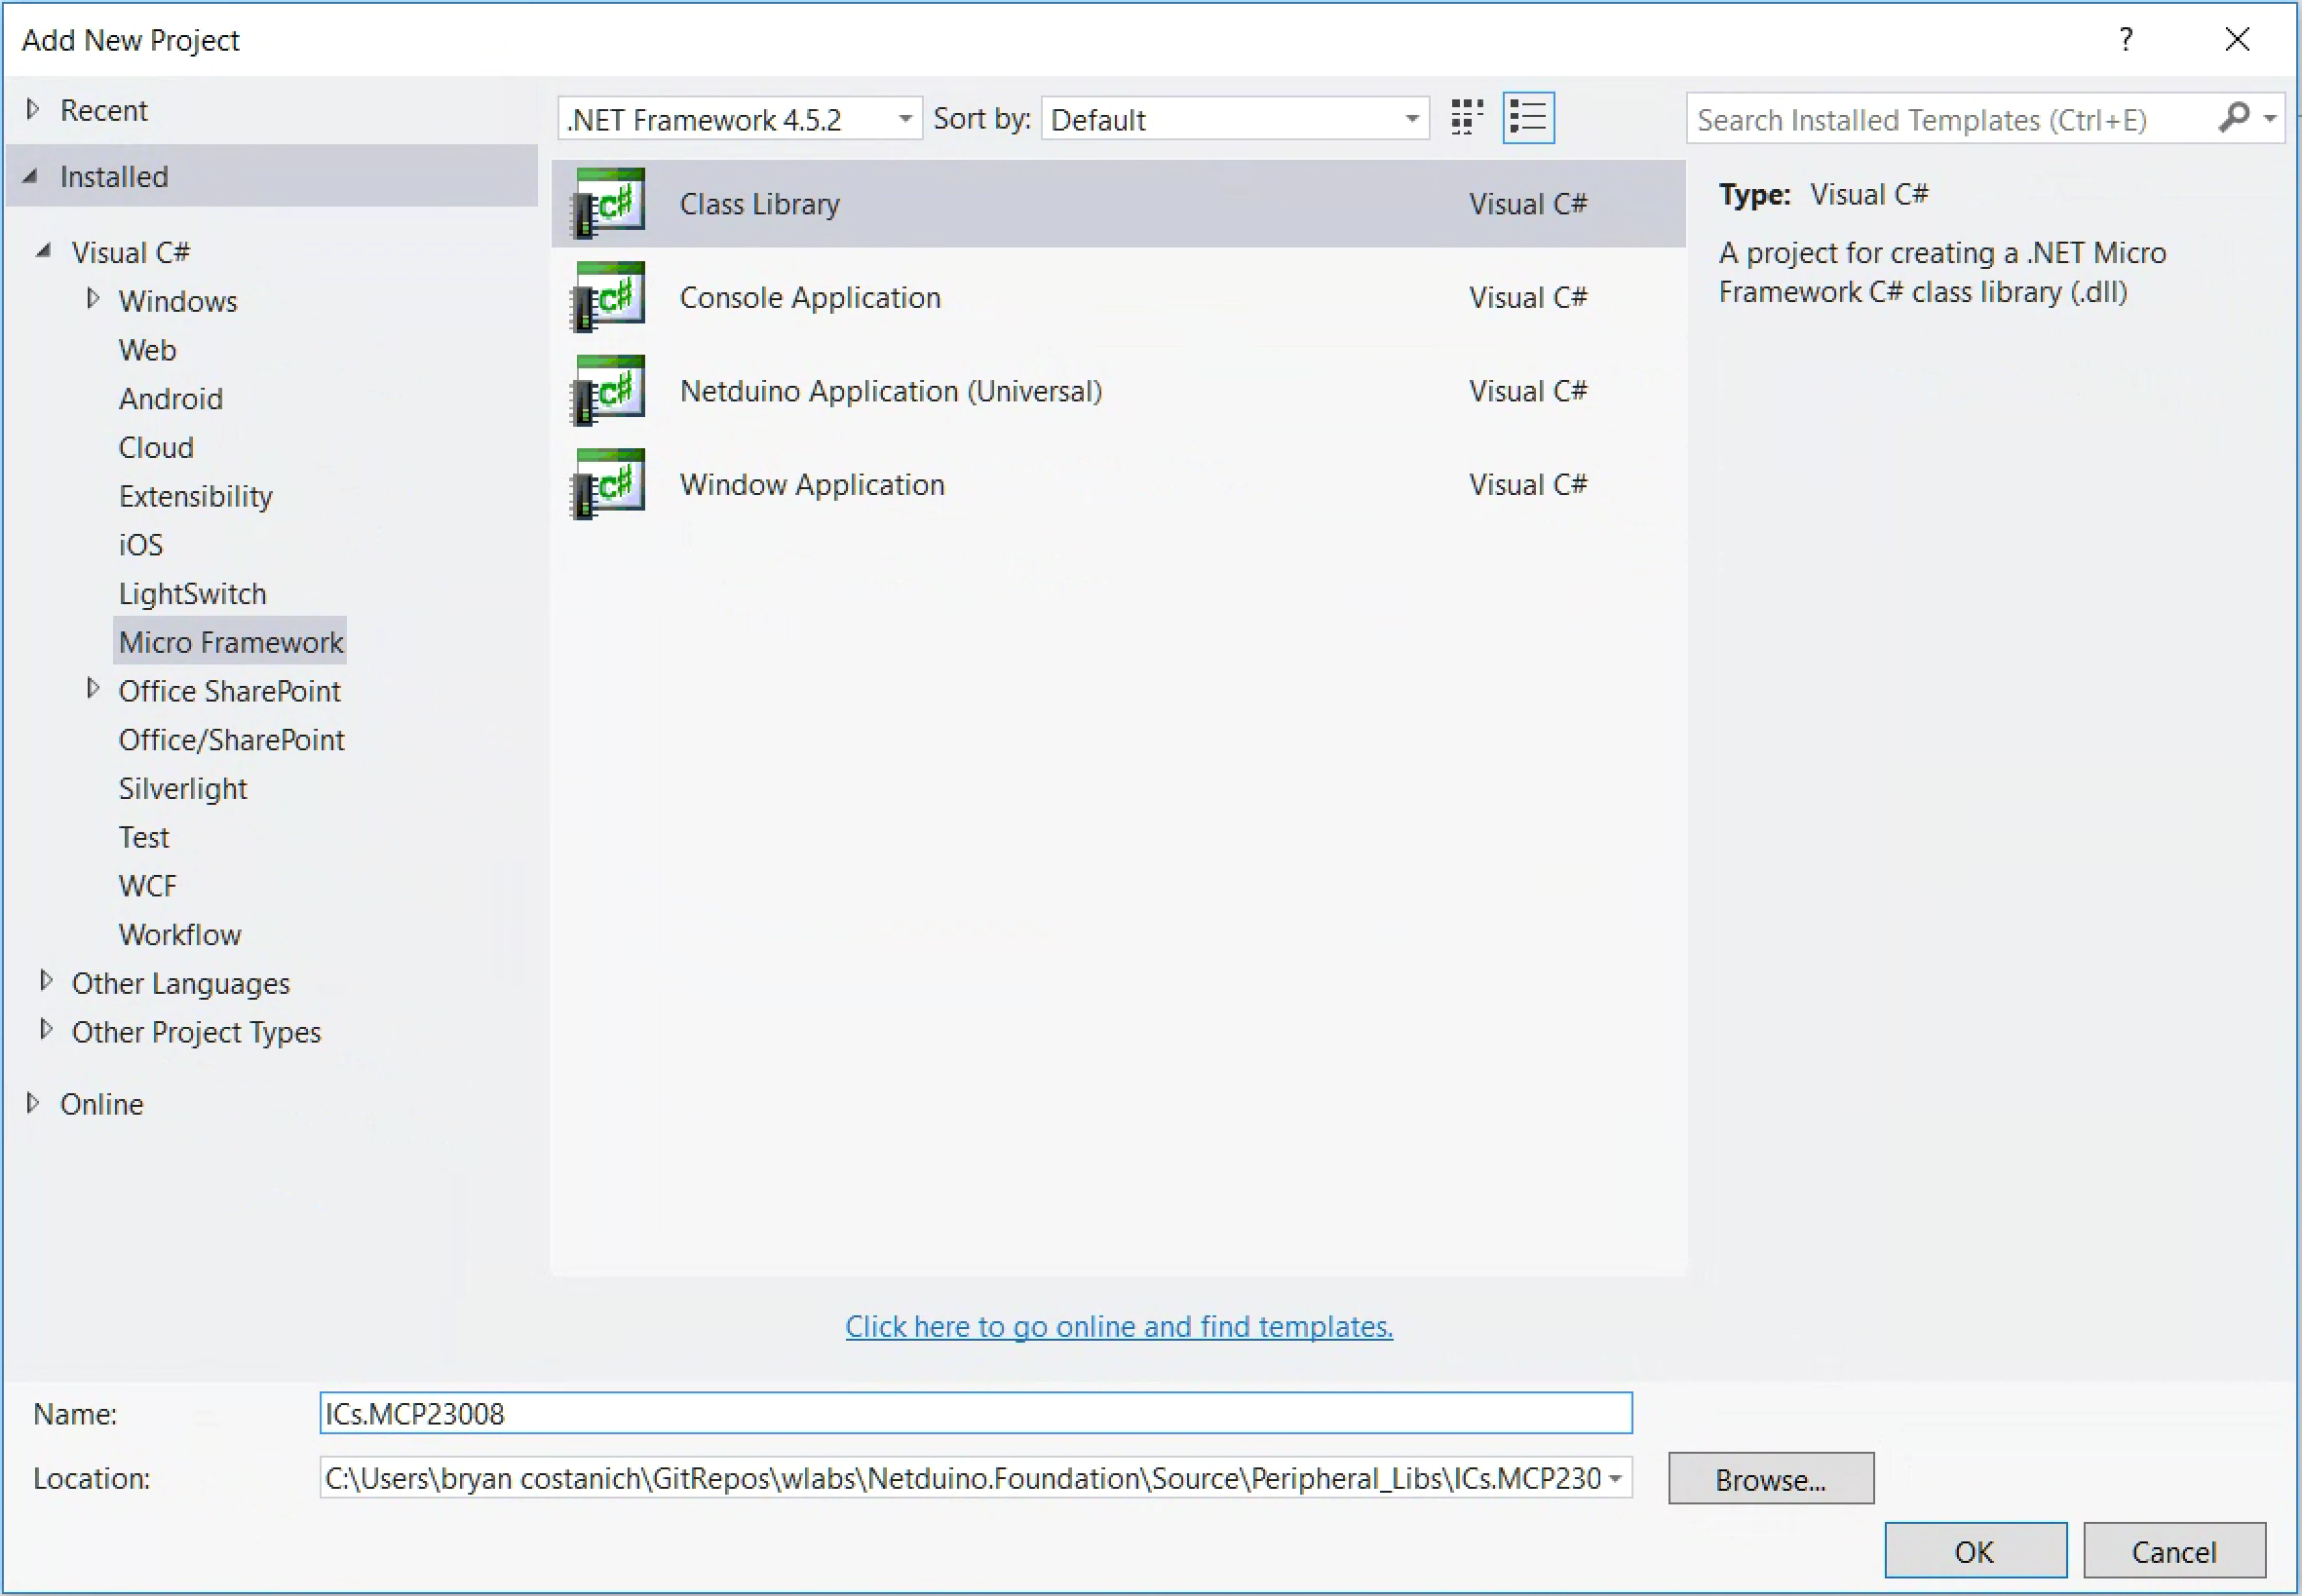 Add New Project
?
Recent
Installed
Visual C#
Windows
Web
Android
Cloud
Extensibility
iOS
LightSwitch
Micro Framework
Office SharePoint
Office/SharePoint
Silverlight
Test
WCF
Workflow
Other Languages
Other Project Types
Online
.NET Framework 4.5.2 Sort by: Default
Search Installed Templates (Ctrl+E)
C# Class Library Visual C#
C# Console Application Visual C#
C# Netduino Application (Universal) Visual C#
C# Window Application Visual C#
Type: Visual C#
A project for creating a .NET Micro
Framework C# class library (.dll)
Click here to go online and find templates.
Name: ICs.MCP23008
Location: C:\Users\bryan costanich\GitRepos\wlabs\Netduino.Foundation\Source\Peripheral_Libs\ICs.MCP230
Browse...
OK Cancel